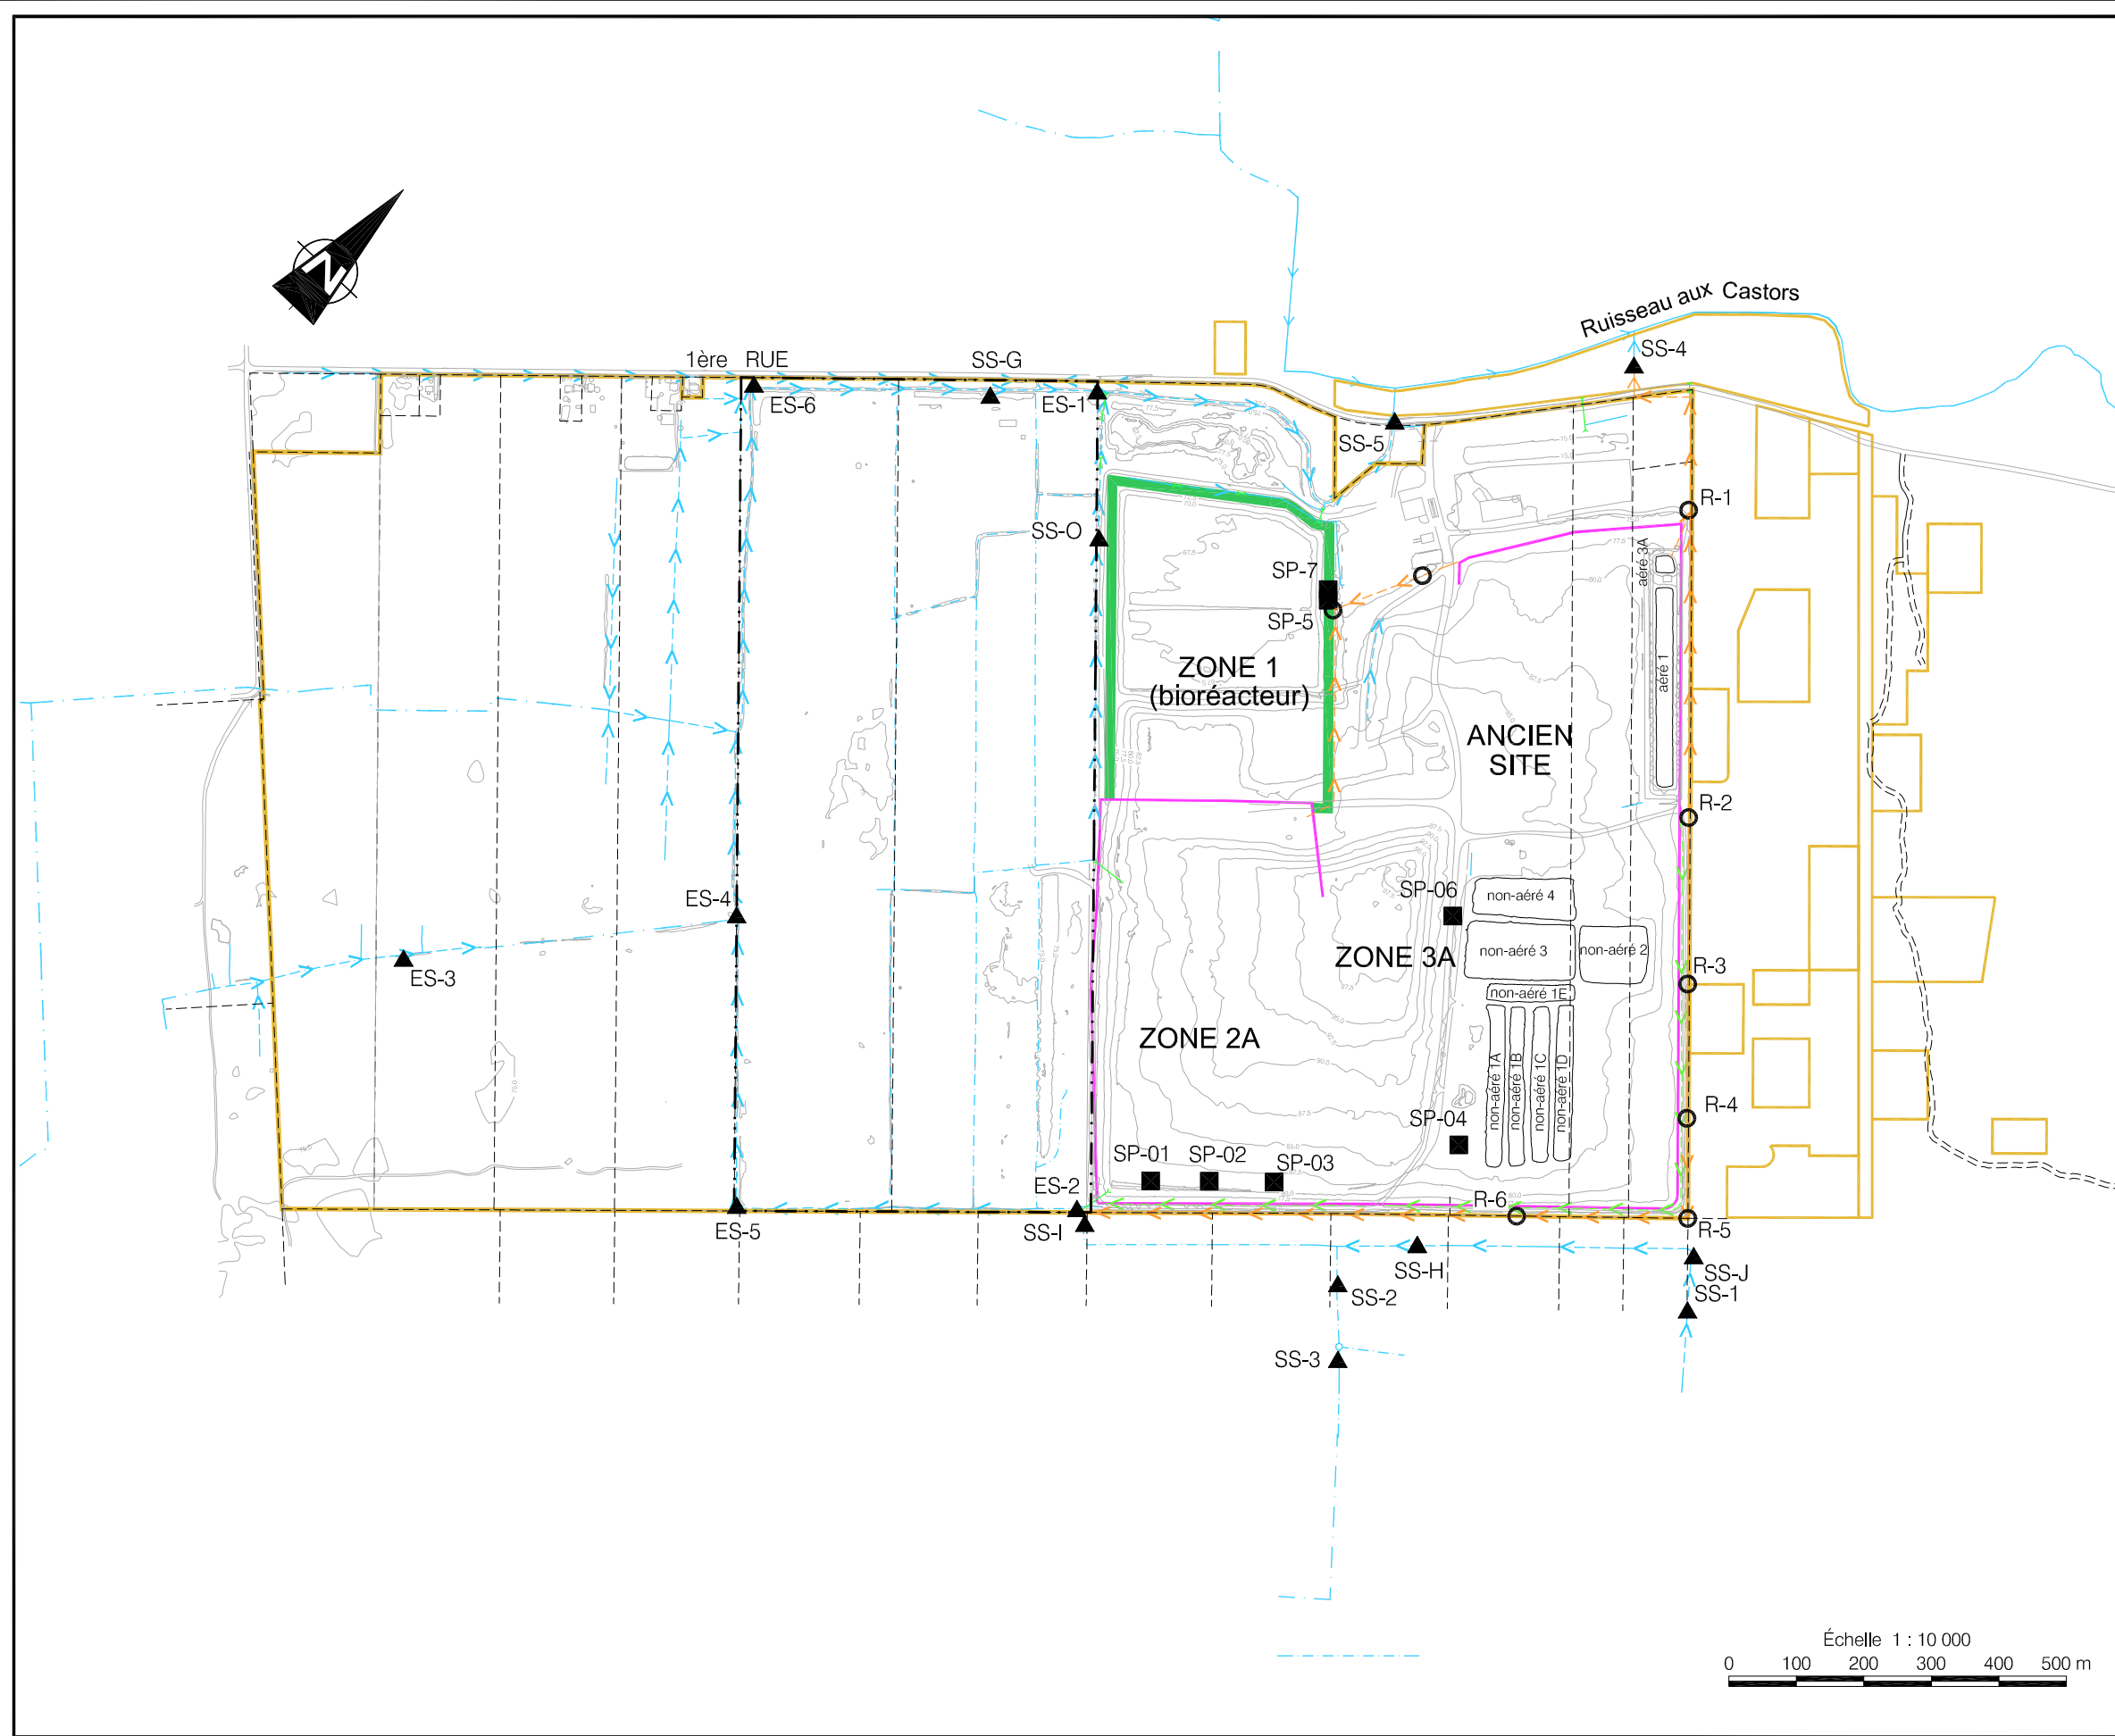 N
Ruisseau aux Castors
SS-4
1ère RUE
SS-G
ES-6
ES-1
SS-5
R-1
SS-O
SP-7
SP-5
aéré 3A
aéré 1
ZONE 1
(bioréacteur)
ANCIEN
SITE
R-2
ES-4
SP-06
non-aéré 4
non-aéré 3
non-aéré 2
ES-3
ZONE 3A
R-3
non-aéré 1E
ZONE 2A
non-aéré 1A
non-aéré 1B
non-aéré 1C
non-aéré 1D
R-4
SP-04
SP-01
SP-02
SP-03
ES-2
R-6
ES-5
SS-I
R-5
SS-H
SS-J
SS-2
SS-1
SS-3
Échelle 1 : 10 000
0 100 200 300 400 500 m